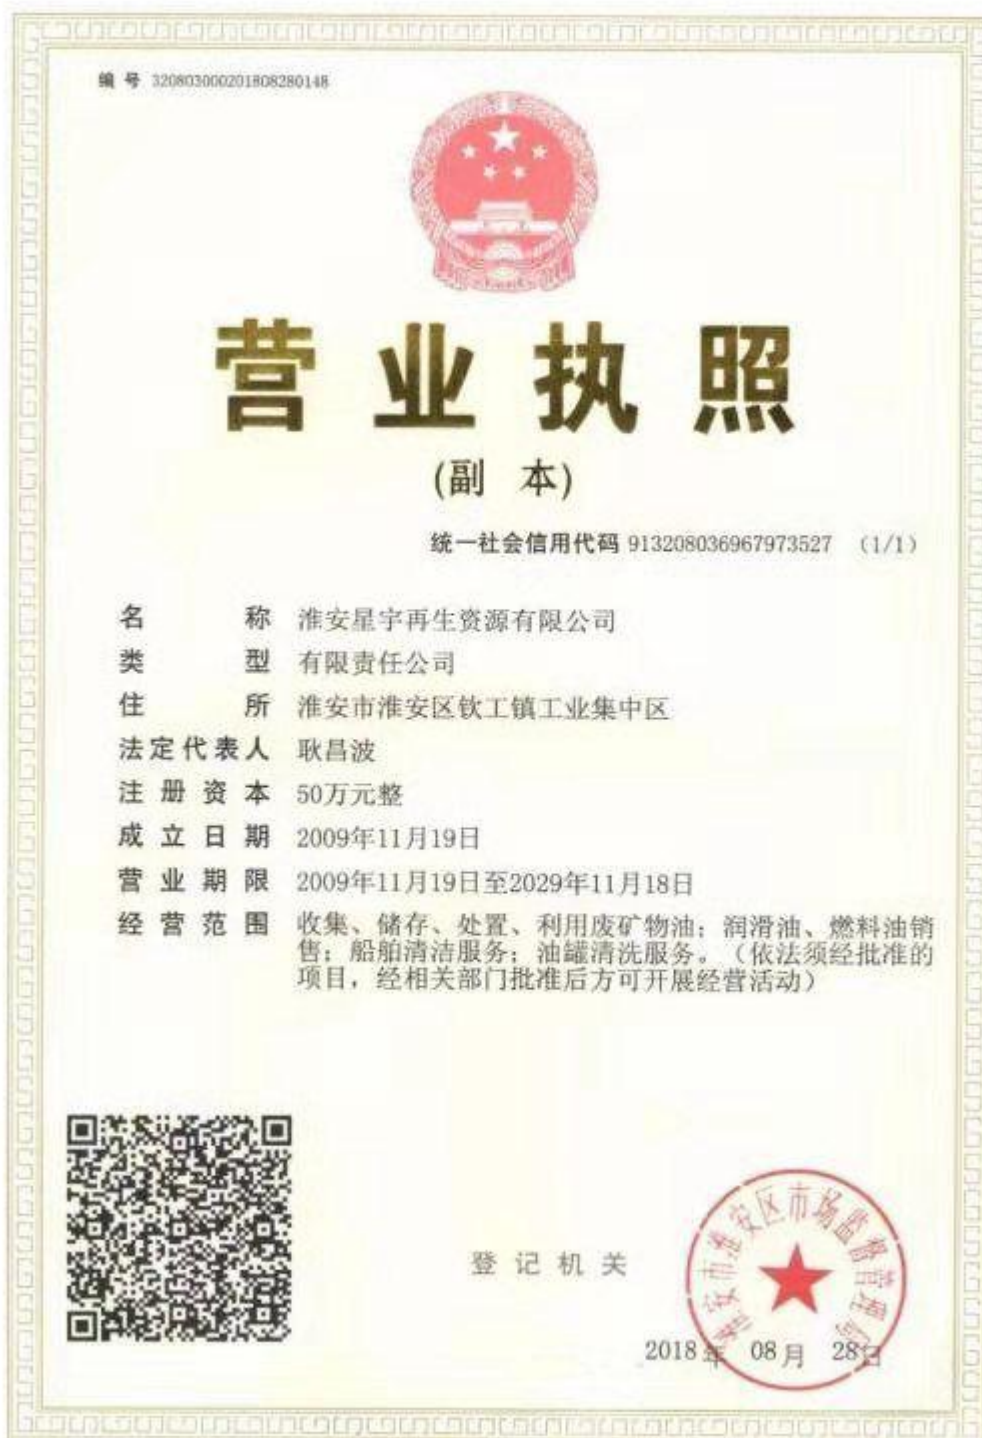 编 号 320803000201808280148
营业执照
(副 本)
统一社会信用代码 913208036967973527 (1/1)
名称 淮安星宇再生资源有限公司
类型 有限责任公司
住所 淮安市淮安区钦工镇工业集中区
法定代表人 耿昌波
注册资本 50万元整
成立日期 2009年11月19日
营业期限 2009年11月19日至2029年11月18日
经营范围 收集、储存、处置、利用废矿物油；润滑油、燃料油销
售；船舶清洁服务；油罐清洗服务。（依法须经批准的
项目，经相关部门批准后方可开展经营活动）
登记机关
淮安市淮安区市场监督管理局
2018年 08月 28日